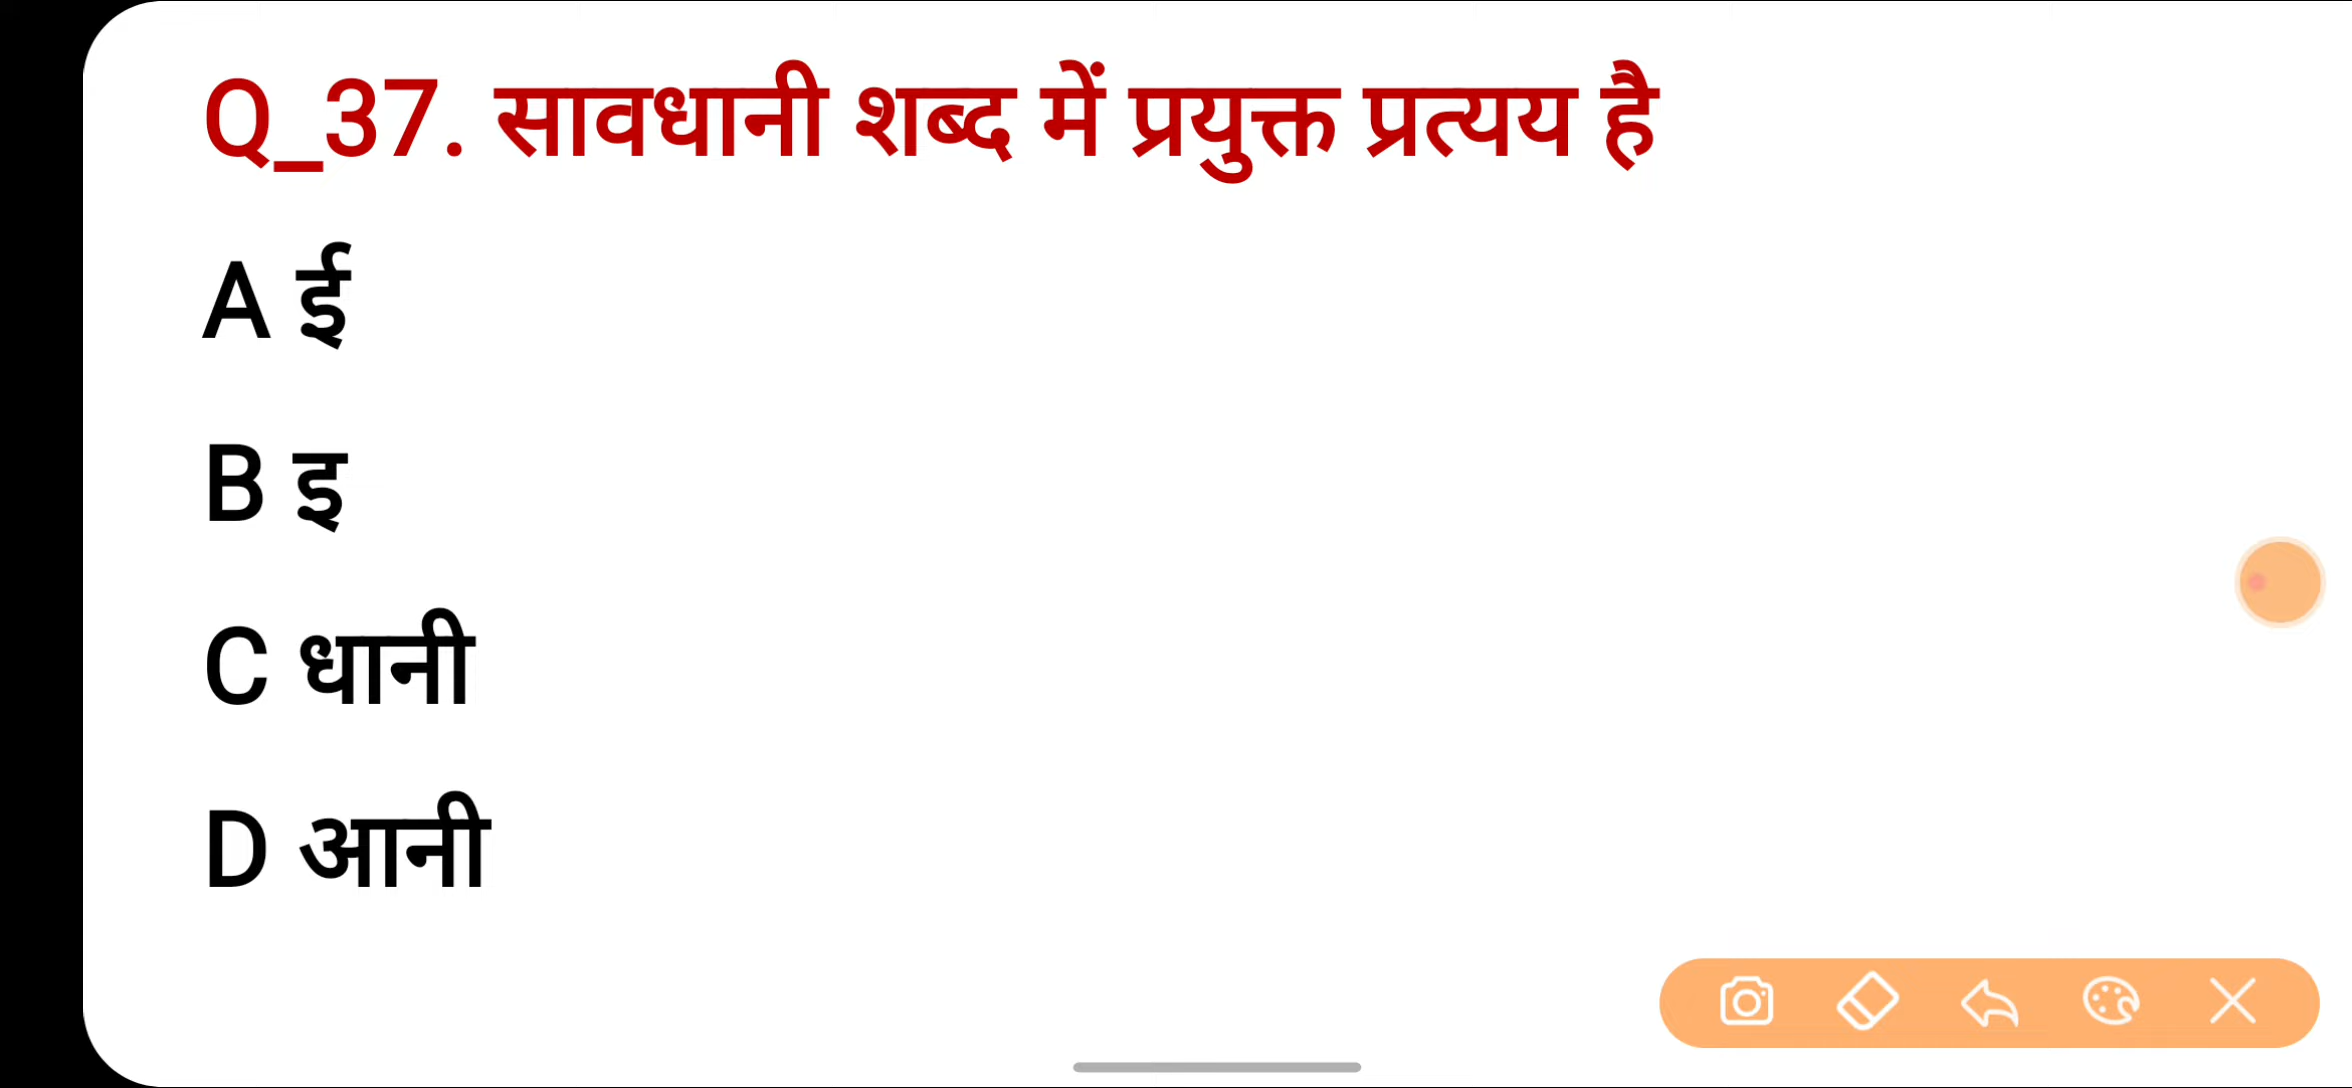 Q_37. सावधानी शब्द में प्रयुक्त प्रत्यय है
A ई
B इ
C धानी
D आनी